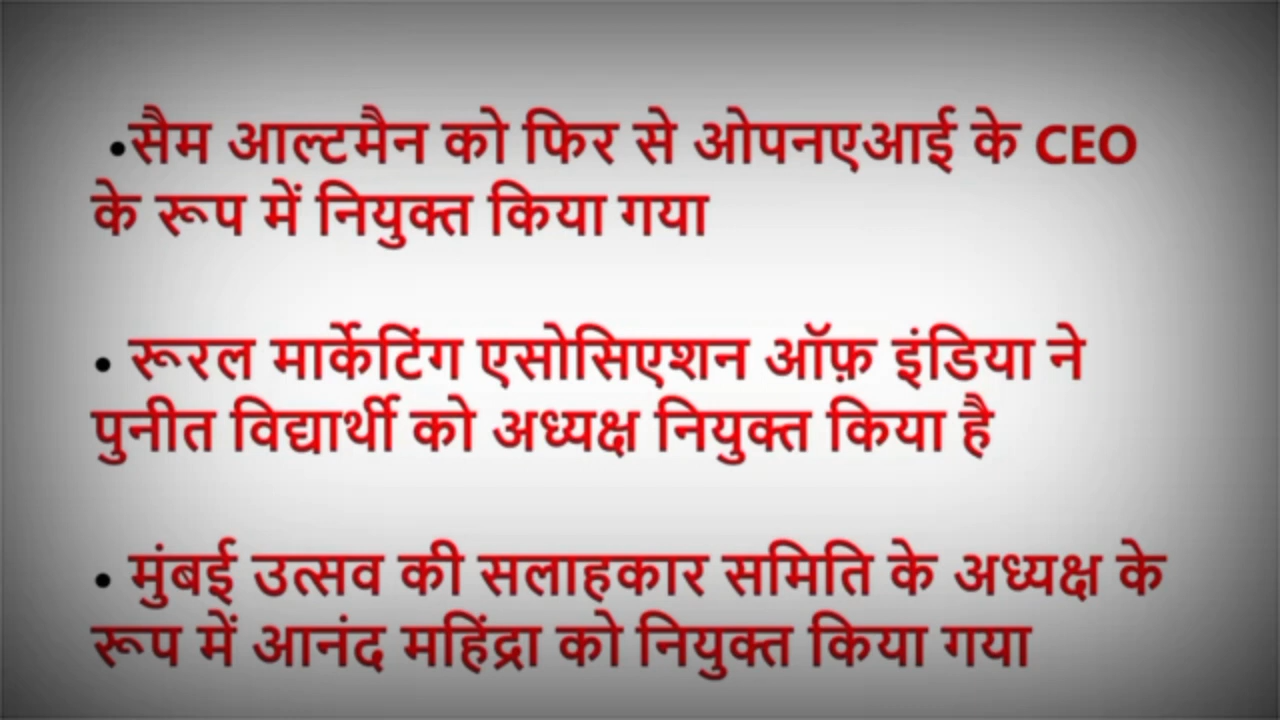 •सैम आल्टमैन को फिर से ओपनएआई के CEO
के रूप में नियुक्त किया गया
• रूरल मार्केटिंग एसोसिएशन ऑफ़ इंडिया ने
पुनीत विद्यार्थी को अध्यक्ष नियुक्त किया है
• मुंबई उत्सव की सलाहकार समिति के अध्यक्ष के
रूप में आनंद महिंद्रा को नियुक्त किया गया